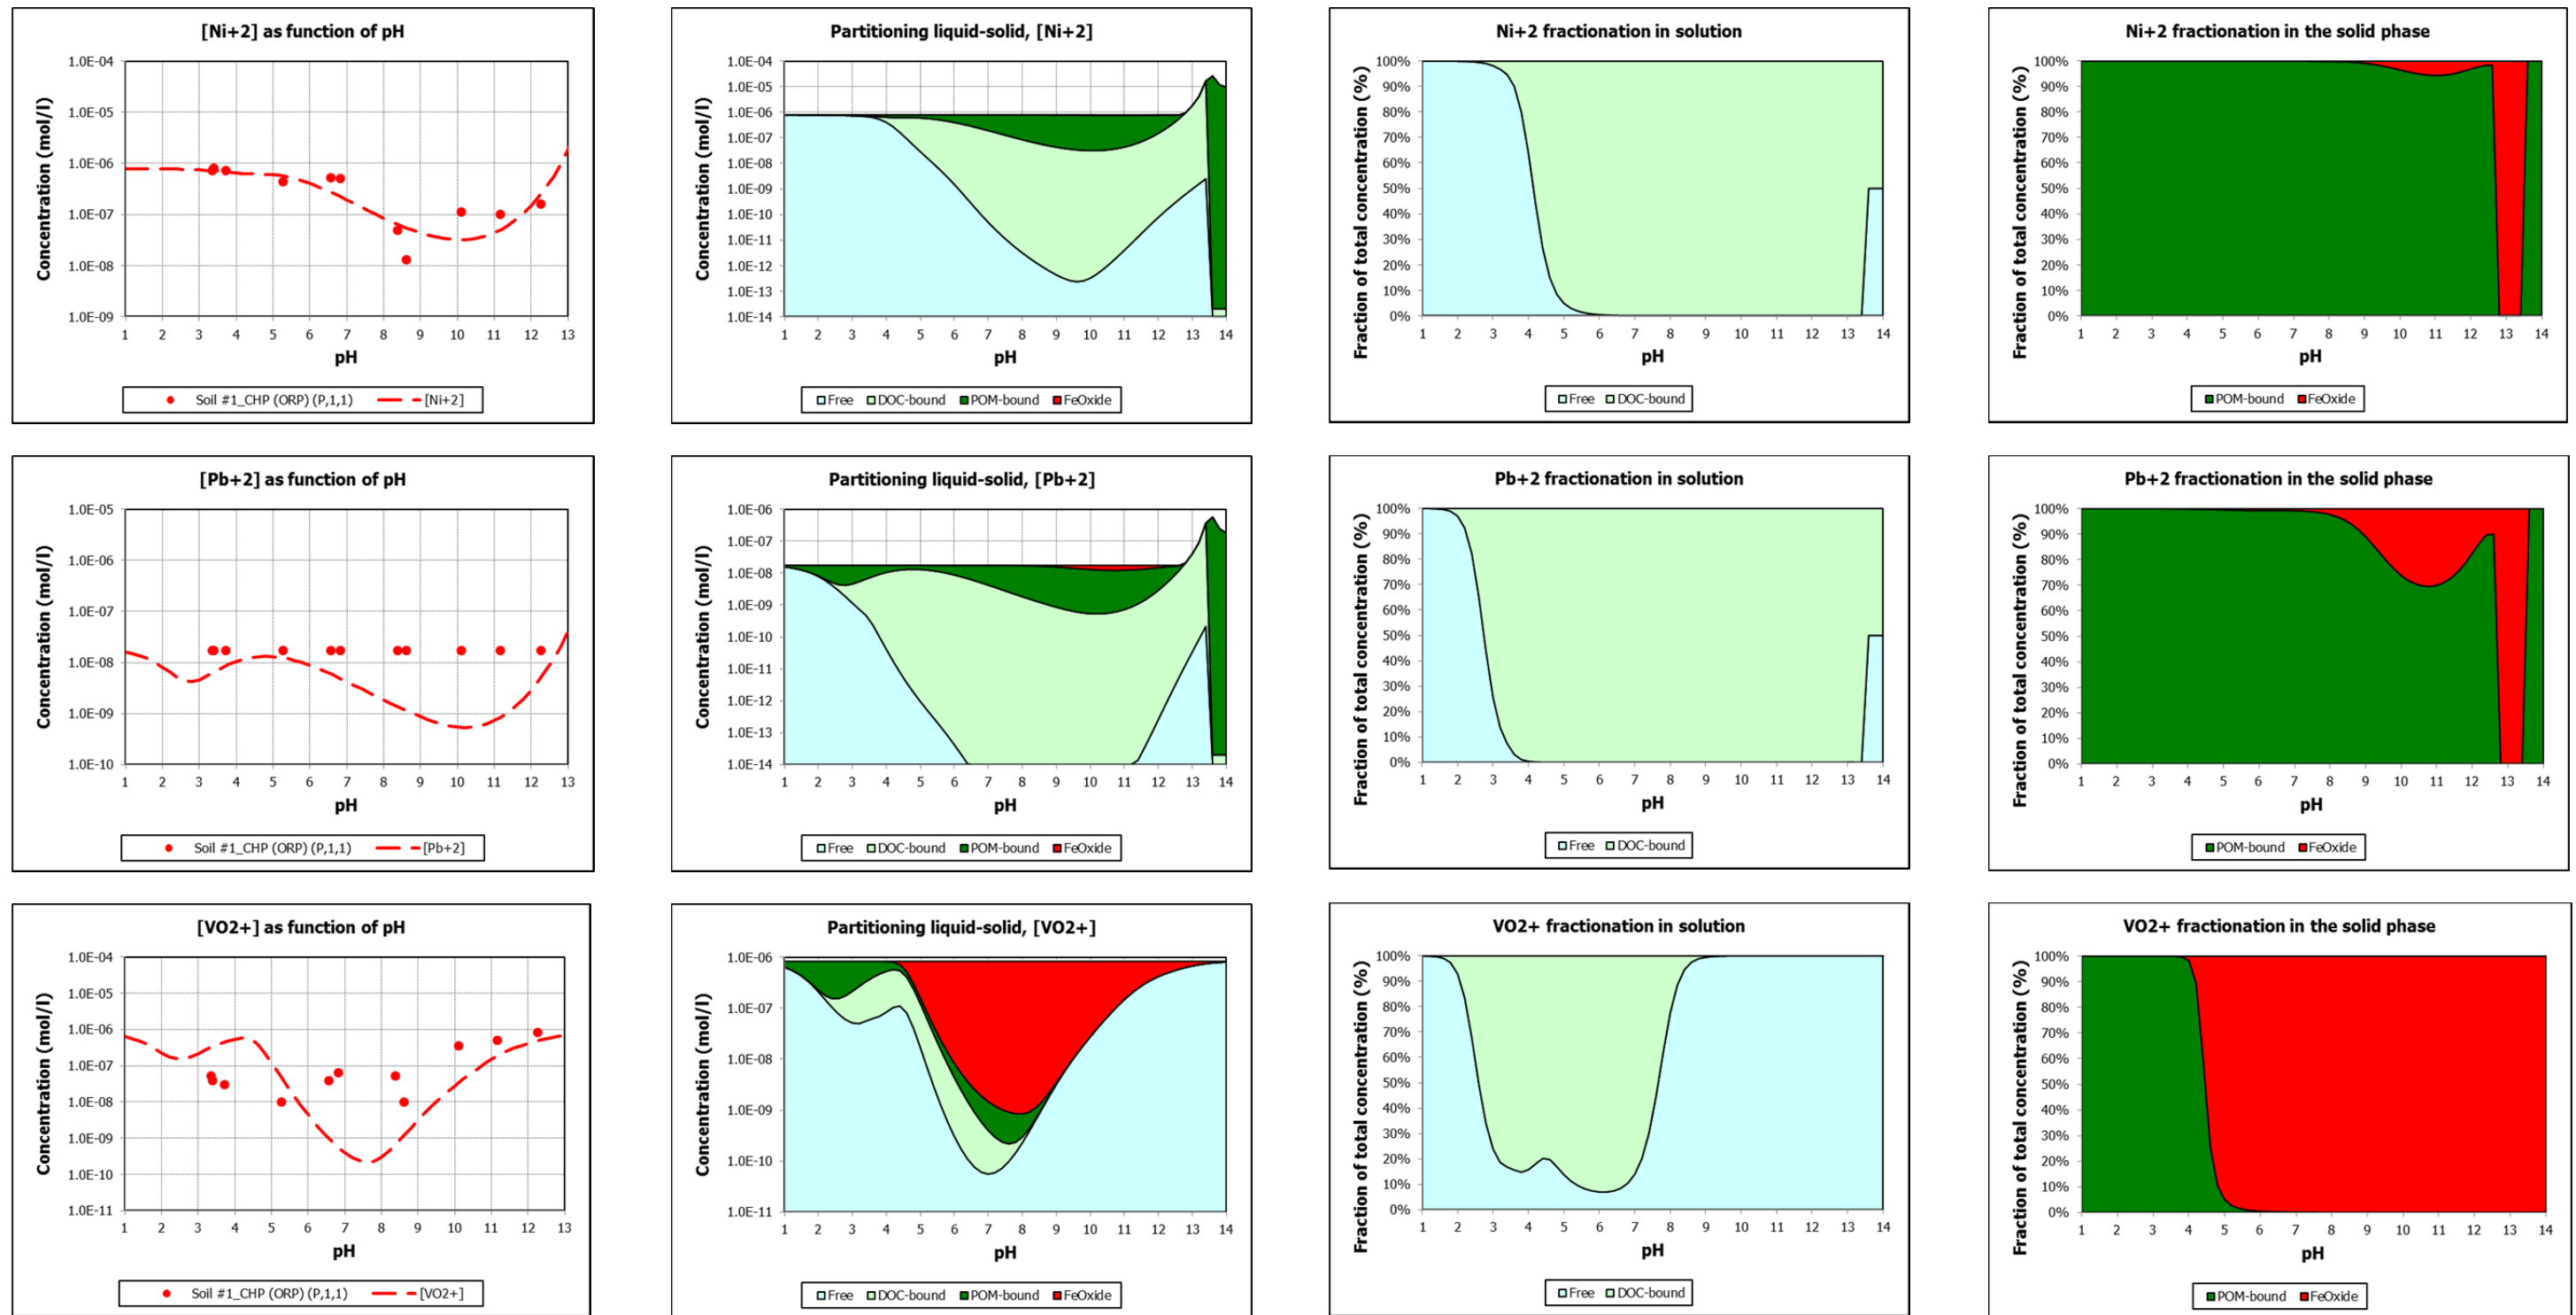 [Ni+2] as function of pH
Concentration (mol/l)
1.0E-04
1.0E-05
1.0E-06
1.0E-07
1.0E-08
1.0E-09
1 2 3 4 5 6 7 8 9 10 11 12 13
pH
Soil #1_CHP (ORP) (P,1,1) [Ni+2]
Partitioning liquid-solid, [Ni+2]
Concentration (mol/l)
1.0E-04
1.0E-05
1.0E-06
1.0E-07
1.0E-08
1.0E-09
1.0E-10
1.0E-11
1.0E-12
1.0E-13
1.0E-14
1 2 3 4 5 6 7 8 9 10 11 12 13 14
pH
Free DOC-bound POM-bound FeOxide
Ni+2 fractionation in solution
Fraction of total concentration (%)
100%
90%
80%
70%
60%
50%
40%
30%
20%
10%
0%
1 2 3 4 5 6 7 8 9 10 11 12 13 14
pH
Free DOC-bound
Ni+2 fractionation in the solid phase
Fraction of total concentration (%)
100%
90%
80%
70%
60%
50%
40%
30%
20%
10%
0%
1 2 3 4 5 6 7 8 9 10 11 12 13 14
pH
POM-bound FeOxide
[Pb+2] as function of pH
Concentration (mol/l)
1.0E-05
1.0E-06
1.0E-07
1.0E-08
1.0E-09
1.0E-10
1 2 3 4 5 6 7 8 9 10 11 12 13
pH
Soil #1_CHP (ORP) (P,1,1) [Pb+2]
Partitioning liquid-solid, [Pb+2]
Concentration (mol/l)
1.0E-06
1.0E-07
1.0E-08
1.0E-09
1.0E-10
1.0E-11
1.0E-12
1.0E-13
1.0E-14
1 2 3 4 5 6 7 8 9 10 11 12 13 14
pH
Free DOC-bound POM-bound FeOxide
Pb+2 fractionation in solution
Fraction of total concentration (%)
100%
90%
80%
70%
60%
50%
40%
30%
20%
10%
0%
1 2 3 4 5 6 7 8 9 10 11 12 13 14
pH
Free DOC-bound
Pb+2 fractionation in the solid phase
Fraction of total concentration (%)
100%
90%
80%
70%
60%
50%
40%
30%
20%
10%
0%
1 2 3 4 5 6 7 8 9 10 11 12 13 14
pH
POM-bound FeOxide
[VO2+] as function of pH
Concentration (mol/l)
1.0E-04
1.0E-05
1.0E-06
1.0E-07
1.0E-08
1.0E-09
1.0E-10
1.0E-11
1 2 3 4 5 6 7 8 9 10 11 12 13
pH
Soil #1_CHP (ORP) (P,1,1) [VO2+]
Partitioning liquid-solid, [VO2+]
Concentration (mol/l)
1.0E-06
1.0E-07
1.0E-08
1.0E-09
1.0E-10
1.0E-11
1 2 3 4 5 6 7 8 9 10 11 12 13 14
pH
Free DOC-bound POM-bound FeOxide
VO2+ fractionation in solution
Fraction of total concentration (%)
100%
90%
80%
70%
60%
50%
40%
30%
20%
10%
0%
1 2 3 4 5 6 7 8 9 10 11 12 13 14
pH
Free DOC-bound
VO2+ fractionation in the solid phase
Fraction of total concentration (%)
100%
90%
80%
70%
60%
50%
40%
30%
20%
10%
0%
1 2 3 4 5 6 7 8 9 10 11 12 13 14
pH
POM-bound FeOxide